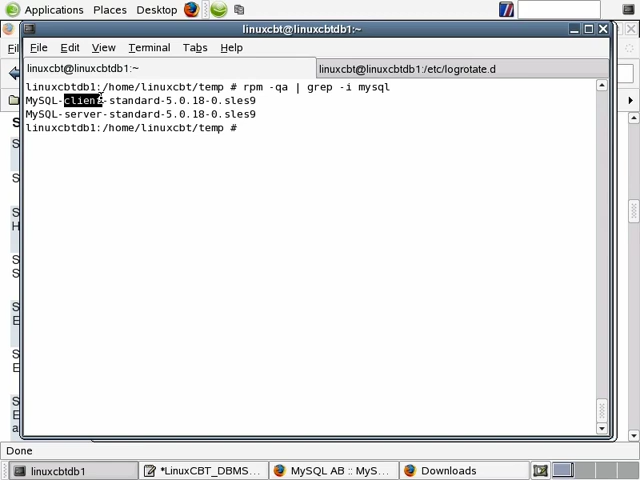 Applications Places Desktop
linuxcbt@linuxcbtdb1:~
File Edit View Terminal Tabs Help
linuxcbt@linuxcbtdb1:~ linuxcbt@linuxcbtdb1:/etc/logrotate.d
linuxcbtdb1:/home/linuxcbt/temp # rpm -qa | grep -i mysql
MySQL-client-standard-5.0.18-0.sles9
MySQL-server-standard-5.0.18-0.sles9
linuxcbtdb1:/home/linuxcbt/temp #
Done
linuxcbtdb1 *LinuxCBT_DBMS... MySQL AB :: MyS... Downloads